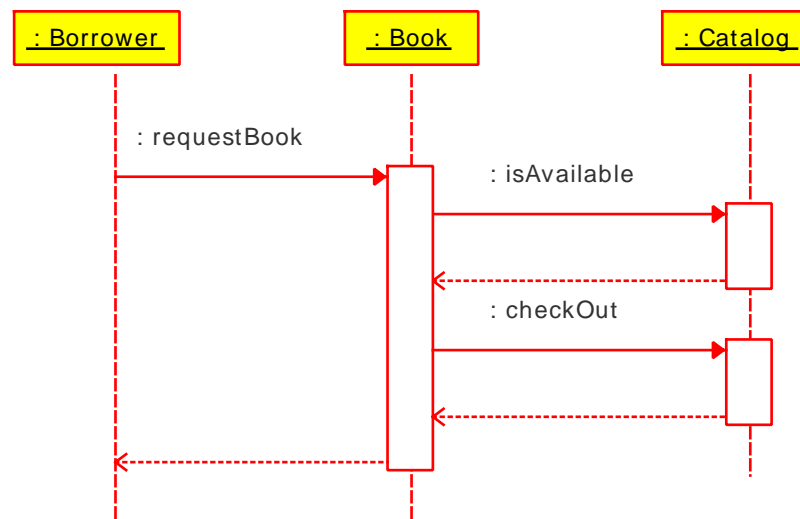 : Borrower
: Book
: Catalog
: requestBook
: isAvailable
: checkOut